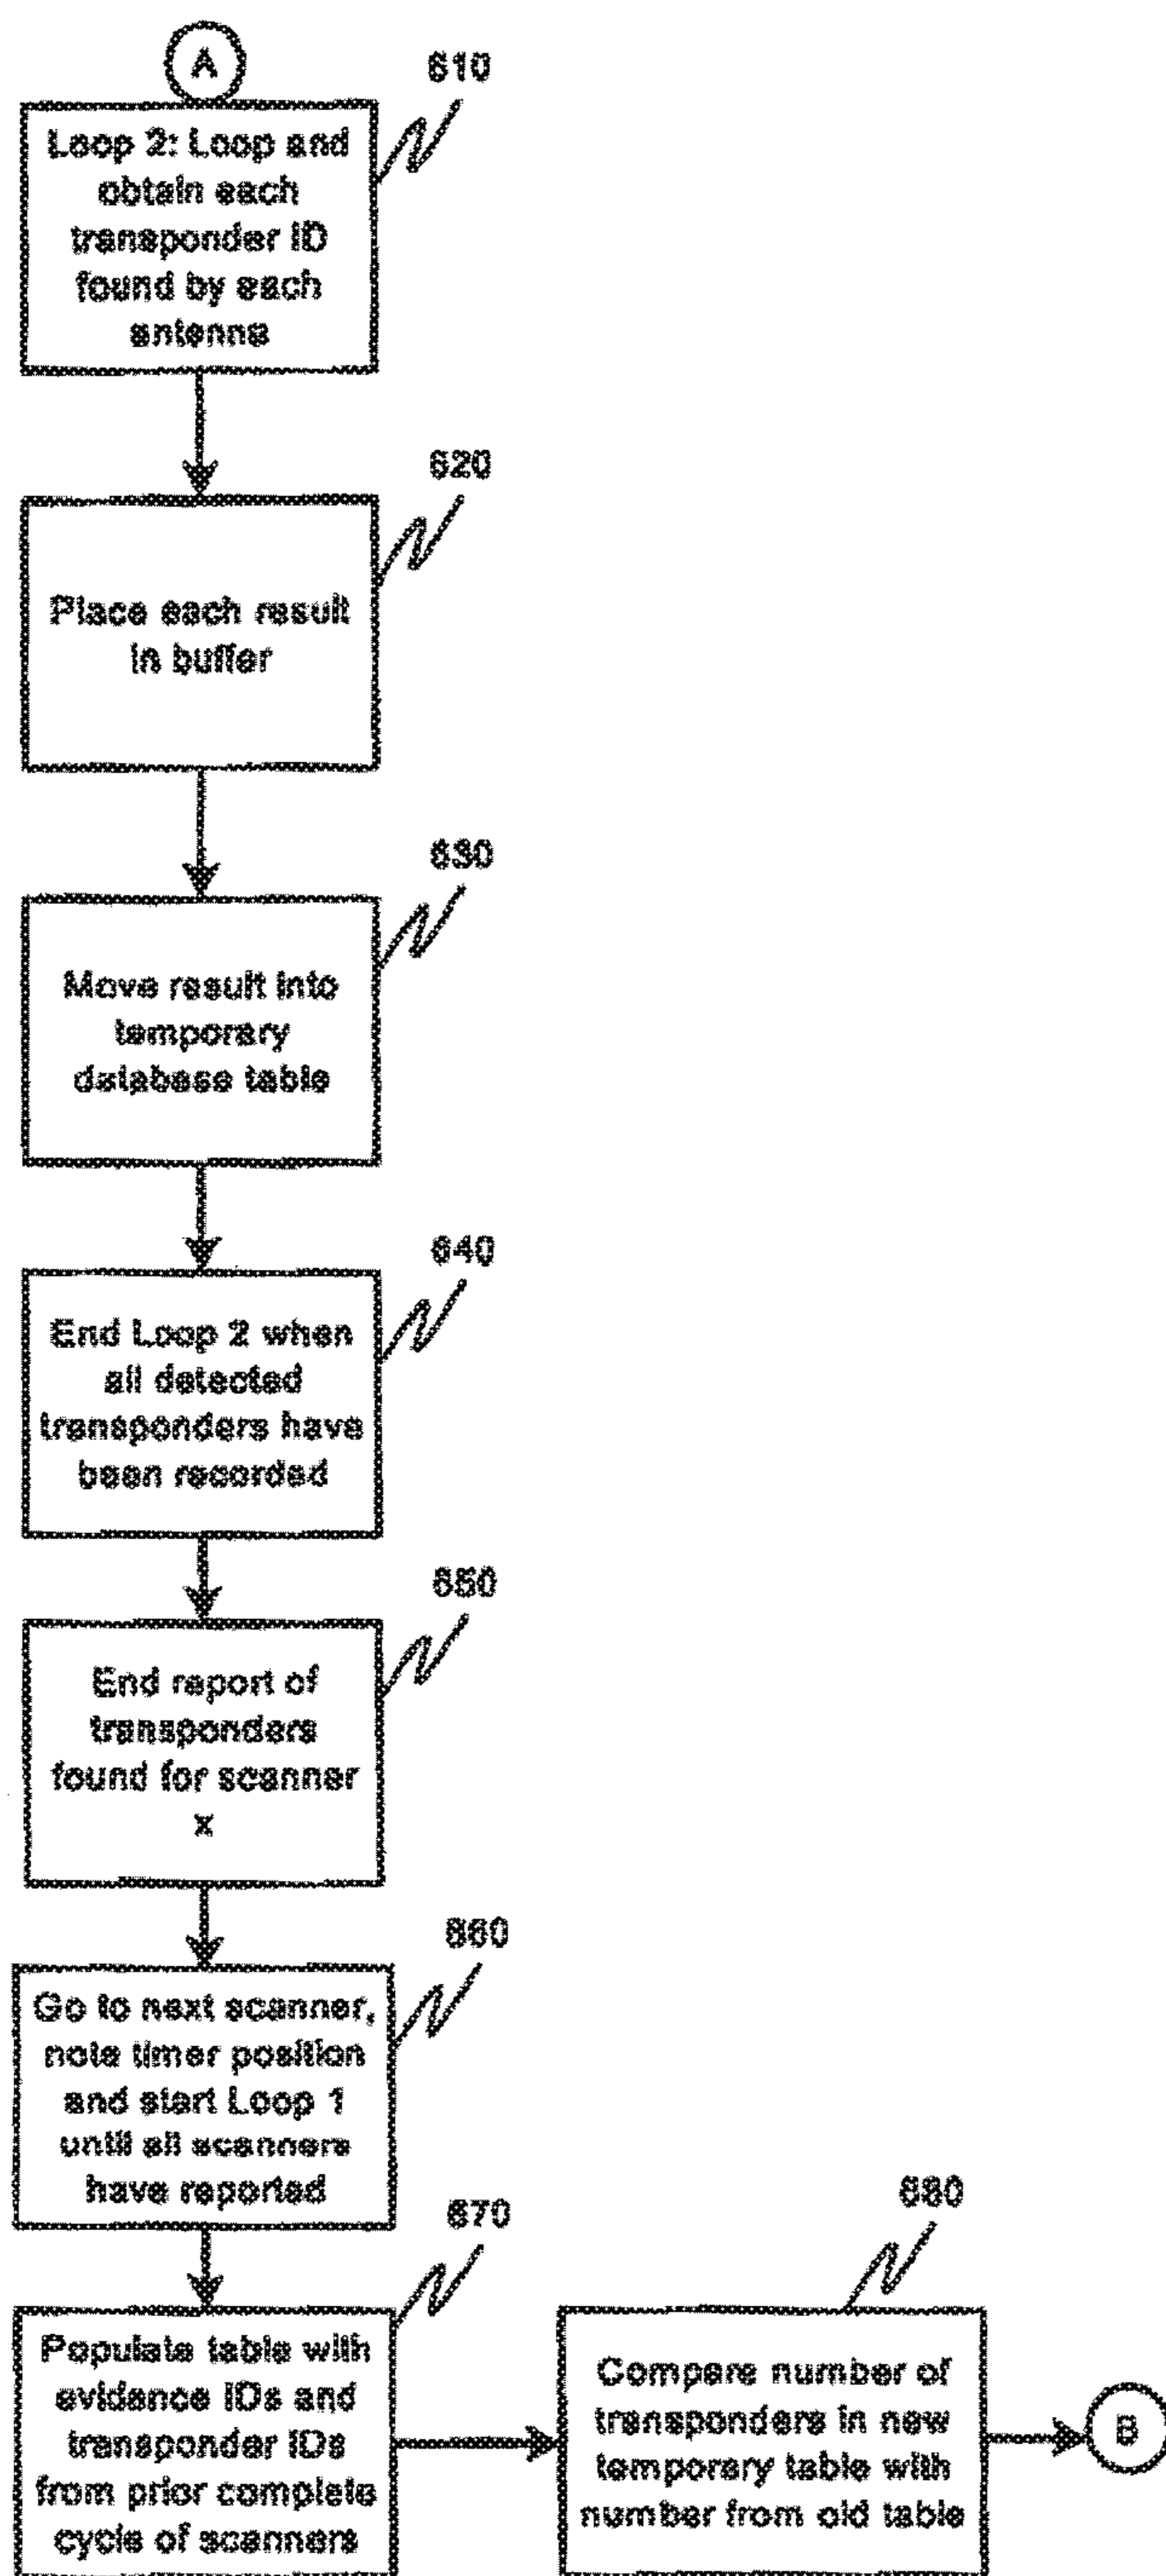 A
610
Loop 2: Loop and
obtain each
transponder ID
found by each
antenna
620
Place each result
in buffer
630
Move result into
temporary
database table
640
End Loop 2 when
all detected
transponders have
been recorded
650
End report of
transponders
found for scanner
x
660
Go to next scanner,
note timer position
and start Loop 1
until all scanners
have reported
670
Populate table with
evidence IDs and
transponder IDs
from prior complete
cycle of scanners
680
Compare number of
transponders in new
temporary table with
number from old table
B